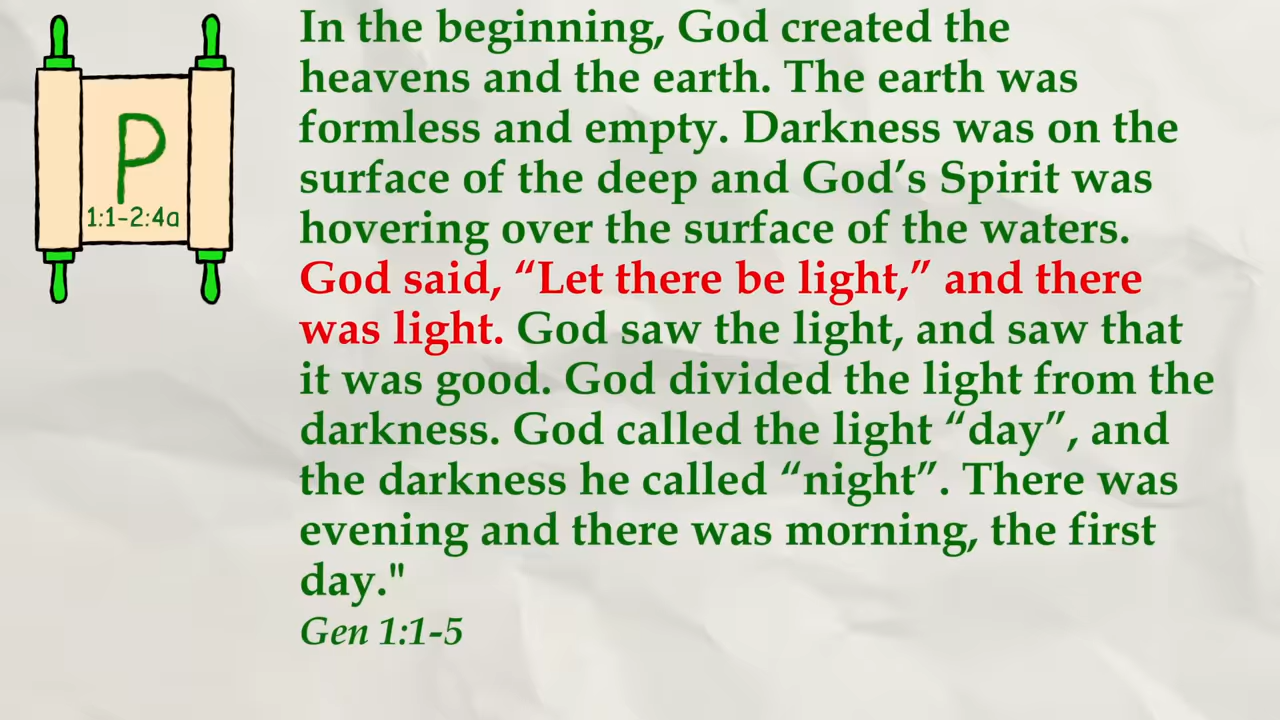 P
1:1-2:4a
In the beginning, God created the
heavens and the earth. The earth was
formless and empty. Darkness was on the
surface of the deep and God’s Spirit was
hovering over the surface of the waters.
God said, “Let there be light,” and there
was light. God saw the light, and saw that
it was good. God divided the light from the
darkness. God called the light “day”, and
the darkness he called “night”. There was
evening and there was morning, the first
day."
Gen 1:1-5